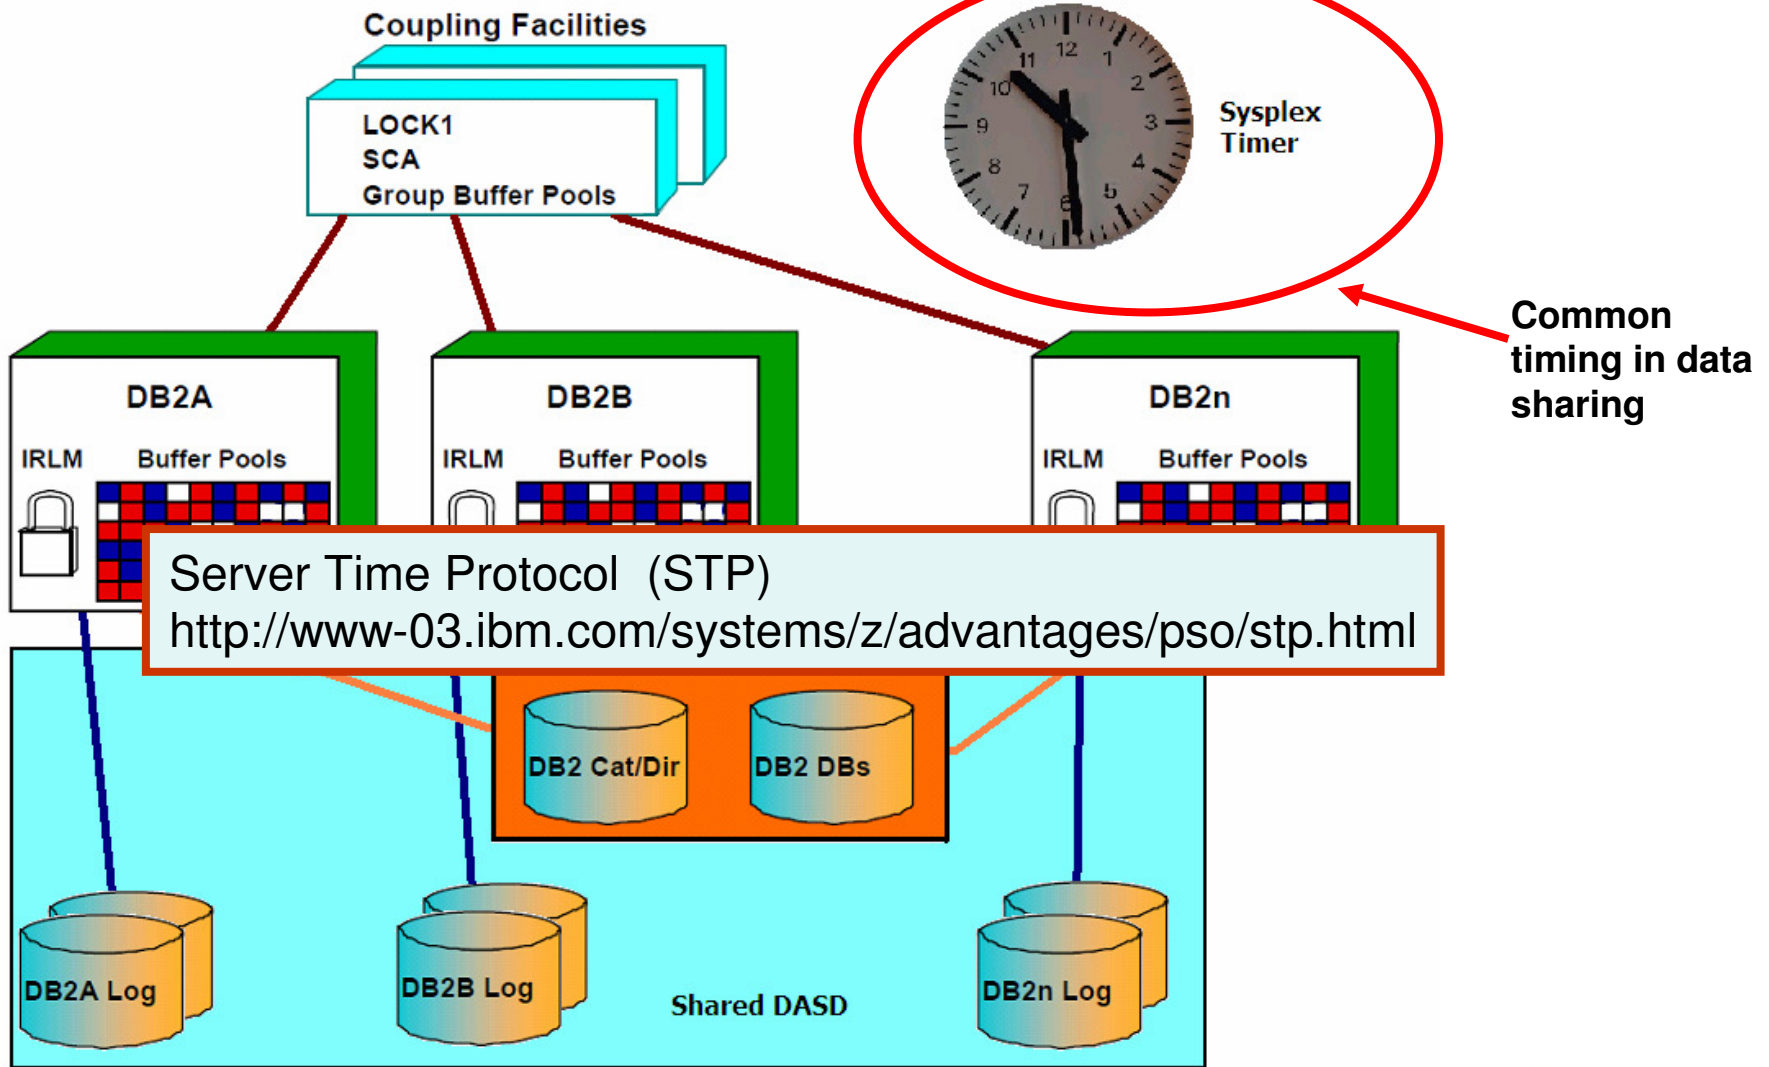 Coupling Facilities
LOCK1
SCA
Group Buffer Pools
12
1
2
3
4
5
6
7
8
9
10
11
Sysplex
Timer
Common
timing in data
sharing
DB2A
IRLM Buffer Pools
DB2B
IRLM Buffer Pools
DB2n
IRLM Buffer Pools
Server Time Protocol (STP)
http://www-03.ibm.com/systems/z/advantages/pso/stp.html
DB2 Cat/Dir
DB2 DBs
DB2A Log
DB2B Log
Shared DASD
DB2n Log